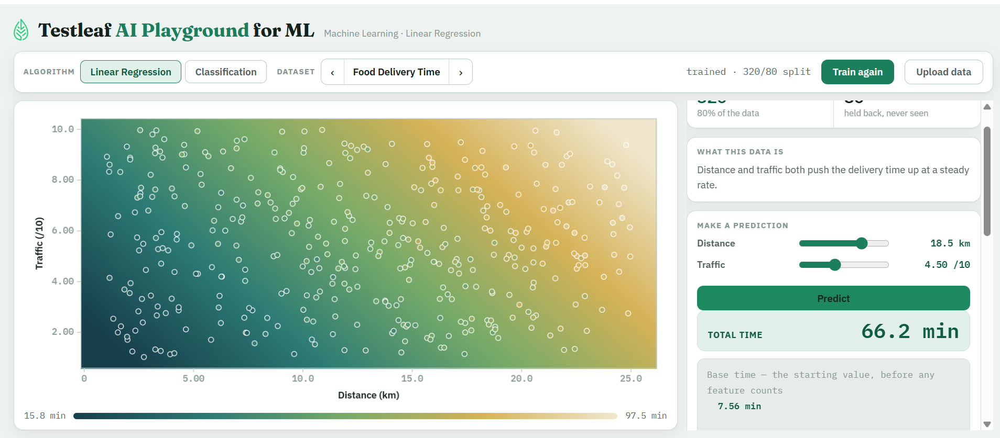 Testleaf AI Playground for ML
Machine Learning · Linear Regression
ALGORITHM
Linear Regression
Classification
DATASET
‹
Food Delivery Time
›
trained · 320/80 split
Train again
Upload data
10.0
8.00
6.00
4.00
2.00
Traffic (/10)
0
5.00
10.0
15.0
20.0
25.0
Distance (km)
15.8 min
97.5 min
80% of the data
held back, never seen
WHAT THIS DATA IS
Distance and traffic both push the delivery time up at a steady
rate.
MAKE A PREDICTION
Distance
18.5 km
Traffic
4.50 /10
Predict
TOTAL TIME
66.2 min
Base time — the starting value, before any
feature counts
7.56 min